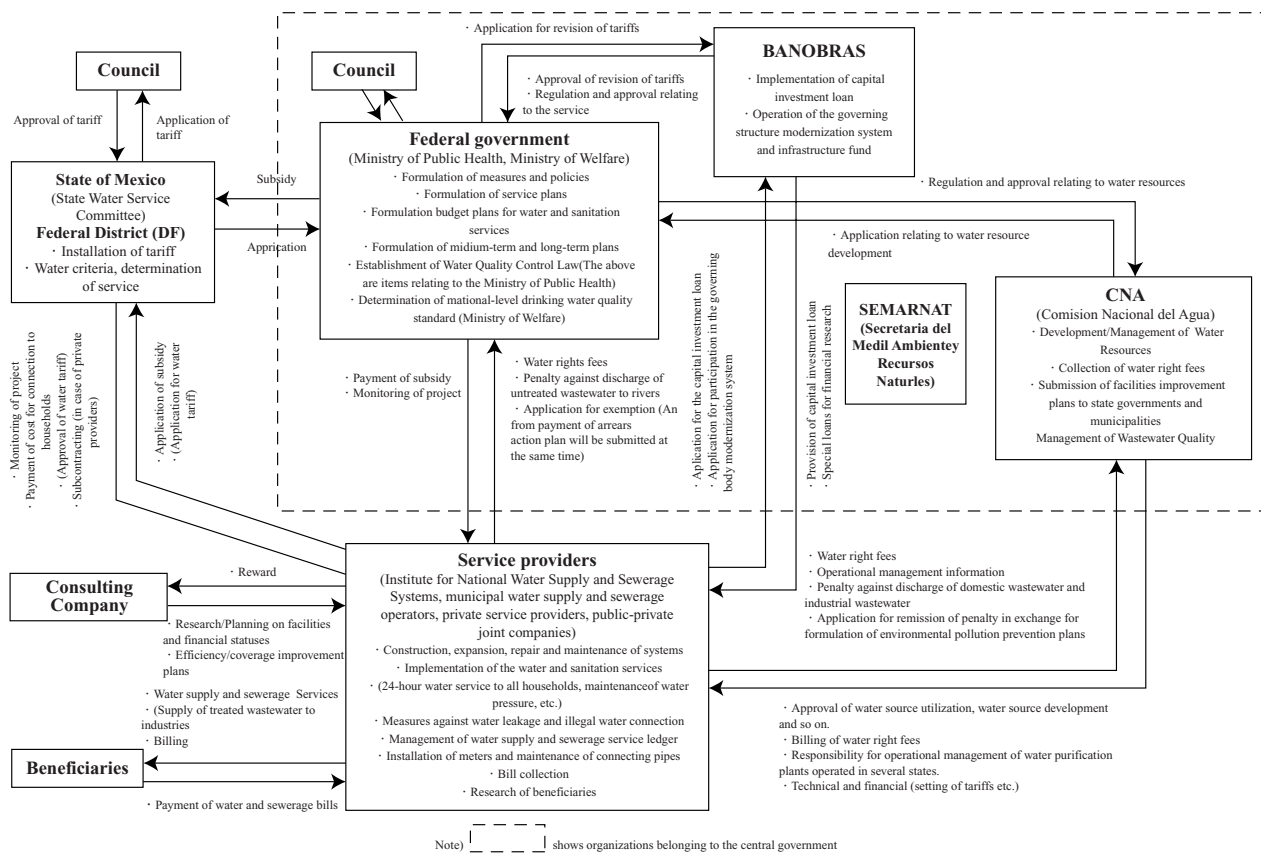 · Application for revision of tariffs
BANOBRAS
· Implementation of capital
investment loan
· Operation of the governing
structure modernization system
and infrastructure fund
Council
Council
· Approval of revision of tariffs
· Regulation and approval relating
to the service
Approval of tariff
Application of
tariff
Federal government
(Ministry of Public Health, Ministry of Welfare)
· Formulation of measures and policies
· Formulation of service plans
· Formulation budget plans for water and sanitation
services
· Formulation of midium-term and long-term plans
· Establishment of Water Quality Control Law(The above
are items relating to the Ministry of Public Health)
· Determination of mational-level drinking water quality
standard (Ministry of Welfare)
State of Mexico
(State Water Service
Committee)
Federal District (DF)
· Installation of tariff
· Water criteria, determination
of service
Subsidy
Apprication
· Regulation and approval relating to water resources
· Application relating to water resource
development
SEMARNAT
(Secretaria del
Medil Ambientey
Recursos
Naturles)
CNA
(Comision Nacional del Agua)
· Development/Management of Water
Resources
· Collection of water right fees
· Submission of facilities improvement
plans to state governments and
municipalities
Management of Wastewater Quality
· Monitoring of project
· Payment of cost for connection to
households
· (Approval of water tariff)
· Subcontracting (in case of private
providers)
· Application of subsidy
· (Application for water
tariff)
· Payment of subsidy
· Monitoring of project
· Water rights fees
· Penalty against discharge of
untreated wastewater to rivers
· Application for exemption (An
from payment of arrears
action plan will be submitted at
the same time)
· Aplication for the capital investment loan
· Application for participation in the governing
body modernization system
· Provision of capital investment loan
· Special loans for financial research
Service providers
(Institute for National Water Supply and Sewerage
Systems, municipal water supply and sewerage
operators, private service providers, public-private
joint companies)
· Construction, expansion, repair and maintenance of systems
· Implementation of the water and sanitation services
· (24-hour water service to all households, maintenanceof water
pressure, etc.)
· Measures against water leakage and illegal water connection
· Management of water supply and sewerage service ledger
· Installation of meters and maintenance of connecting pipes
· Bill collection
· Research of beneficiaries
Consulting
Company
· Reward
· Research/Planning on facilities
and financial statuses
· Efficiency/coverage improvement
plans
· Water supply and sewerage Services
· (Supply of treated wastewater to
industries
· Billing
Beneficiaries
· Payment of water and sewerage bills
· Water right fees
· Operational management information
· Penalty against discharge of domestic wastewater and
industrial wastewater
· Application for remission of penalty in exchange for
formulation of environmental pollution prevention plans
· Approval of water source utilization, water source development
and so on.
· Billing of water right fees
· Responsibility for operational management of water purification
plants operated in several states.
· Technical and financial (setting of tariffs etc.)
Note) shows organizations belonging to the central government